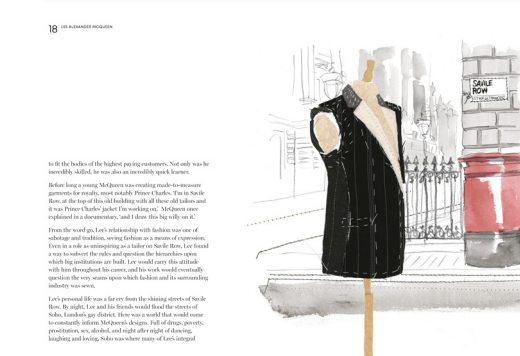 18 LEE ALEXANDER MCQUEEN
to fit the bodies of the highest paying customers. Not only was he
incredibly skilled, he was also an incredibly quick learner.
Before long a young McQueen was creating made-to-measure
garments for royalty, most notably Prince Charles. 'I'm in Savile
Row, at the top of this old building with all these old tailors and
it was Prince Charles' jacket I'm working on,' McQueen once
explained in a documentary, 'and I draw this big willy on it.'
From the word go, Lee's relationship with fashion was one of
sabotage and tradition, seeing fashion as a means of expression.
Even in a role as uninspiring as a tailor on Savile Row, Lee found
a way to subvert the rules and question the hierarchies upon
which big institutions are built. Lee would carry this attitude
with him throughout his career, and his work would eventually
question the very seams upon which fashion and its surrounding
industry was sewn.
Lee's personal life was a far cry from the shining streets of Savile
Row. By night, Lee and his friends would flood the streets of
Soho, London's gay district. Here was a world that would come
to constantly inform McQueen's designs. Full of drugs, poverty,
prostitution, sex, alcohol, and night after night of dancing,
laughing and loving, Soho was where many of Lee's integral
SAVILE
ROW